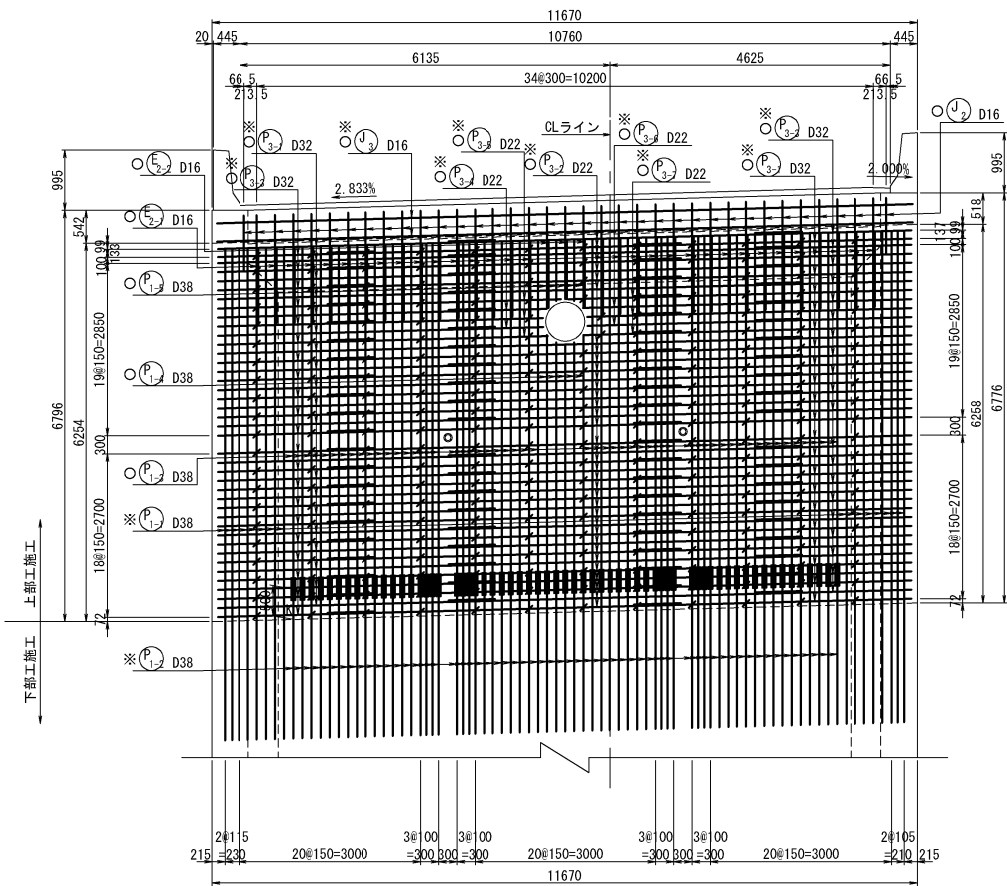 11670
20 445 10760 445
6135 4625
66.5 34@300=10200 66.5
213.5 213.5
※
○ P3-1 D32
※
○ J3 D16
※
○ P3-5 D22
CLライン
※
○ P3-6 D22
※
○ P3-3 D32
○ J2 D16
○ E2-2 D16
※
○ P3-3 D32
※
○ P3-4 D22
※
○ P3-2 D22
※
○ P3-7 D22
※
○ P3-1 D32
2.833%
2.000%
995
995
○ E2-1 D16
542
518
99
133
100
99
137
100
○ P1-5 D38
19@150=2850
19@150=2850
○ P1-4 D38
6796
6254
6258
6776
300
300
○ P1-3 D38
※ P1-1 D38
18@150=2700
18@150=2700
上部工施工
72
72
下部工施工
※ P1-2 D38
2@115 3@100 3@100 3@100 3@100 2@105
215 =230 20@150=3000 =300 300 =300 20@150=3000 =300 300 =300 20@150=3000 =210 215
11670